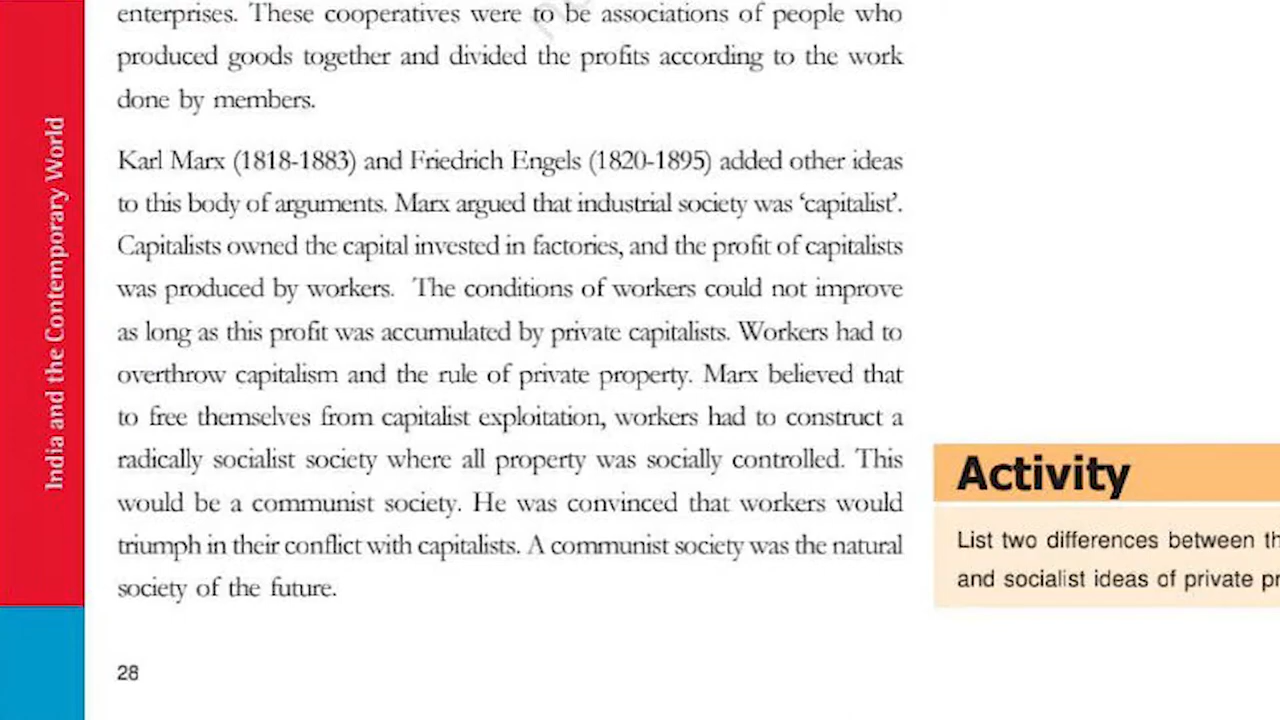 enterprises. These cooperatives were to be associations of people who
produced goods together and divided the profits according to the work
done by members.
Karl Marx (1818-1883) and Friedrich Engels (1820-1895) added other ideas
to this body of arguments. Marx argued that industrial society was ‘capitalist’.
Capitalists owned the capital invested in factories, and the profit of capitalists
was produced by workers. The conditions of workers could not improve
as long as this profit was accumulated by private capitalists. Workers had to
overthrow capitalism and the rule of private property. Marx believed that
to free themselves from capitalist exploitation, workers had to construct a
radically socialist society where all property was socially controlled. This
would be a communist society. He was convinced that workers would
triumph in their conflict with capitalists. A communist society was the natural
society of the future.
28
India and the Contemporary World
Activity
List two differences between th
and socialist ideas of private pr